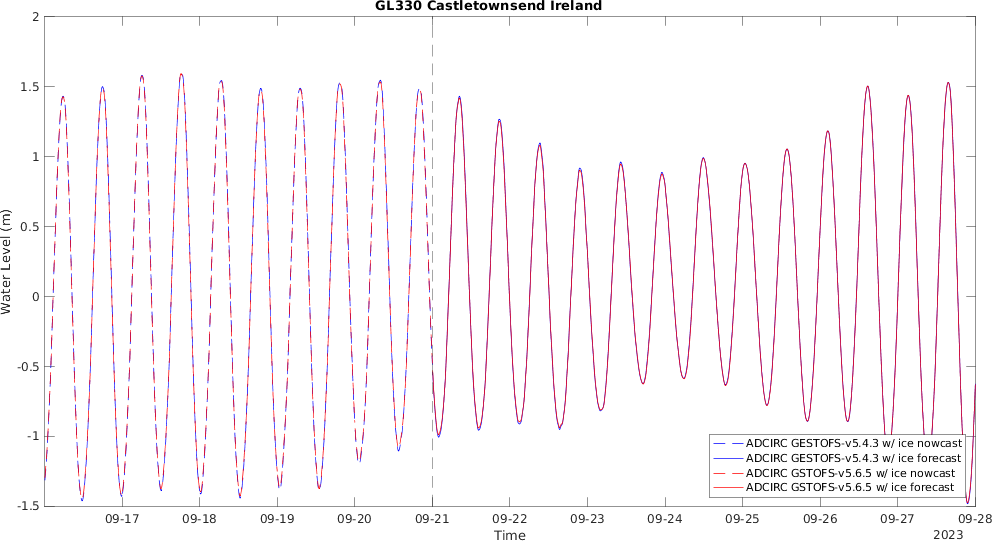 GL330 Castletownsend Ireland
2
1.5
1
0.5
0
-0.5
-1
-1.5
Water Level (m)
ADCIRC GESTOFS-v5.4.3 w/ ice nowcast
ADCIRC GESTOFS-v5.4.3 w/ ice forecast
ADCIRC GSTOFS-v5.6.5 w/ ice nowcast
ADCIRC GSTOFS-v5.6.5 w/ ice forecast
09-17 09-18 09-19 09-20 09-21 09-22 09-23 09-24 09-25 09-26 09-27 09-28
Time
2023